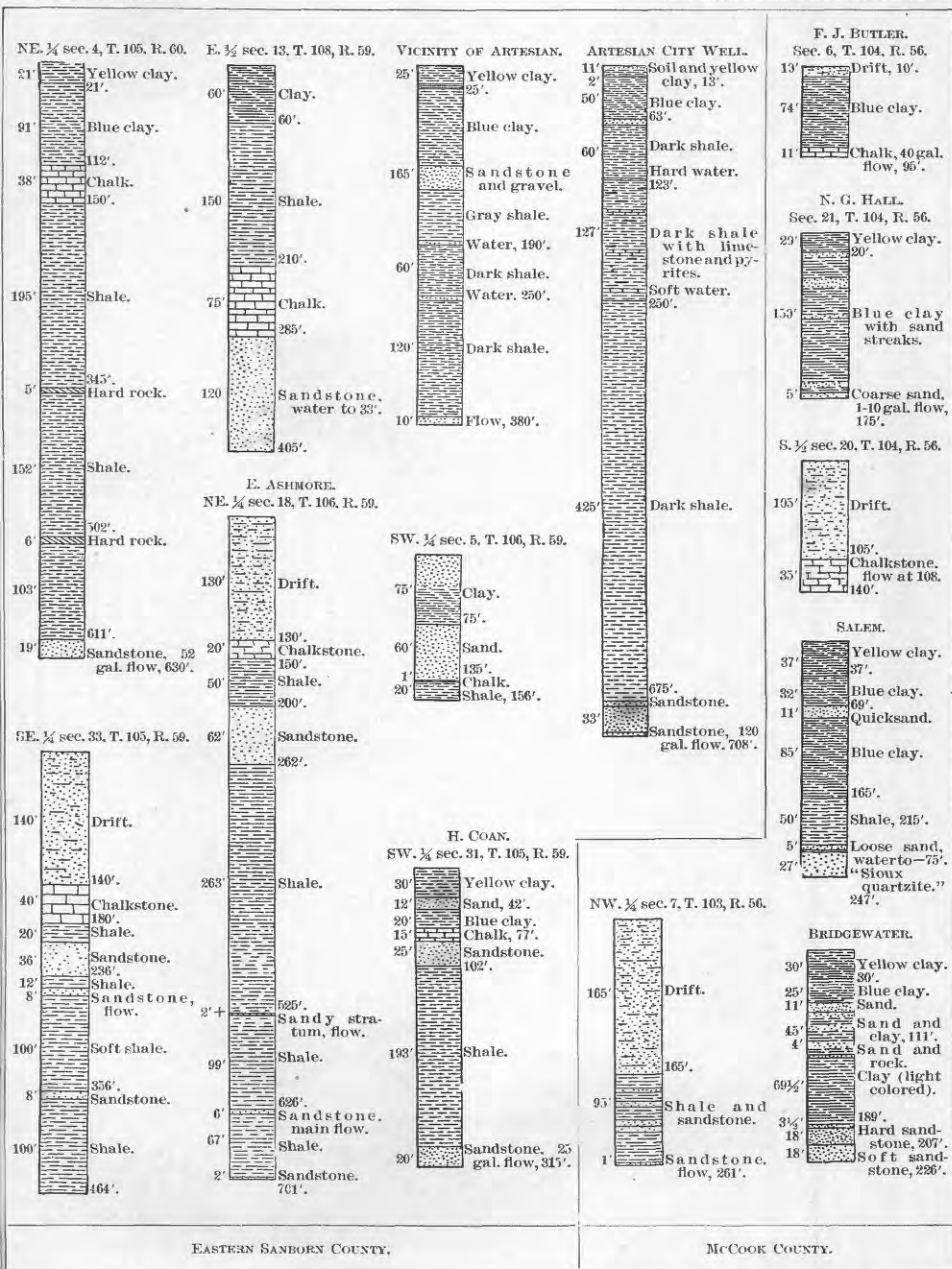 NE. ¼ sec. 4, T. 105, R. 60.
21'
Yellow clay.
21'.
91'
Blue clay.
112'.
38'
Chalk.
150'.
195'
Shale.
345'.
5'
Hard rock.
152'
Shale.
502'.
6'
Hard rock.
103'
611'.
19'
Sandstone, 52
gal. flow, 630'.
SE. ¼ sec. 33, T. 105, R. 59.
140'
Drift.
140'.
40'
Chalkstone.
180'.
20'
Shale.
36'
Sandstone.
236'.
12'
Shale.
8'
Sandstone,
flow.
100'
Soft shale.
356'.
8'
Sandstone.
100'
Shale.
464'.
E. ½ sec. 13, T. 108, R. 59.
60'
Clay.
60'.
150
Shale.
210'.
75'
Chalk.
285'.
120
Sandstone,
water to 33'.
405'.
E. ASHMORE.
NE. ¼ sec. 18, T. 106, R. 59.
130'
Drift.
130'.
20'
Chalkstone.
150'.
50'
Shale.
200'.
62'
Sandstone.
262'.
263'
Shale.
525'.
2'+
Sandy stra-
tum, flow.
99'
Shale.
626'.
6'
Sandstone.
main flow.
67'
Shale.
2'
Sandstone.
701'.
VICINITY OF ARTESIAN.
25'
Yellow clay.
25'.
Blue clay.
165'
Sandstone
and gravel.
Gray shale.
Water, 190'.
60'
Dark shale.
Water. 250'.
120'
Dark shale.
10'
Flow, 380'.
SW. ¼ sec. 5, T. 106, R. 59.
75'
Clay.
75'.
60'
Sand.
135'.
1'
Chalk.
20'
Shale, 156'.
H. COAN.
SW. ¼ sec. 31, T. 105, R. 59.
30'
Yellow clay.
12'
Sand, 42'.
20'
Blue clay.
15'
Chalk, 77'.
25'
Sandstone.
102'.
193'
Shale.
20'
Sandstone, 25
gal. flow, 315'.
ARTESIAN CITY WELL.
11'
Soil and yellow
2'
clay, 13'.
50'
Blue clay.
63'.
60'
Dark shale.
Hard water.
123'.
127'
Dark shale
with lime-
stone and py-
rites.
Soft water.
250'.
425'
Dark shale.
675'.
Sandstone.
33'
Sandstone, 120
gal. flow. 708'.
EASTERN SANBORN COUNTY.
F. J. BUTLER.
Sec. 6, T. 104, R. 56.
13'
Drift, 10'.
74'
Blue clay.
11'
Chalk, 40 gal.
flow, 95'.
N. G. HALL.
Sec. 21, T. 104, R. 56.
29'
Yellow clay.
20'.
153'
Blue clay
with sand
streaks.
5'
Coarse sand.
1-10 gal. flow,
175'.
S. ½ sec. 20, T. 104, R. 56.
105'
Drift.
105'.
35'
Chalkstone.
flow at 108.
140'.
SALEM.
37'
Yellow clay.
37'.
32'
Blue clay.
69'.
11'
Quicksand.
85'
Blue clay.
165'.
50'
Shale, 215'.
5'
Loose sand,
water to—75'.
27'
"Sioux
quartzite."
247'.
NW. ¼ sec. 7, T. 103, R. 56.
165'
Drift.
165'.
95'
Shale and
sandstone.
1'
Sandstone.
flow, 261'.
BRIDGEWATER.
30'
Yellow clay.
30'.
25'
Blue clay.
11'
Sand.
45'
Sand and
clay, 111'.
4'
Sand and
rock.
69½'
Clay (light
colored).
189'.
3½'
18'
Hard sand-
stone, 207'.
18'
Soft sand-
stone, 226'.
MCCOOK COUNTY.